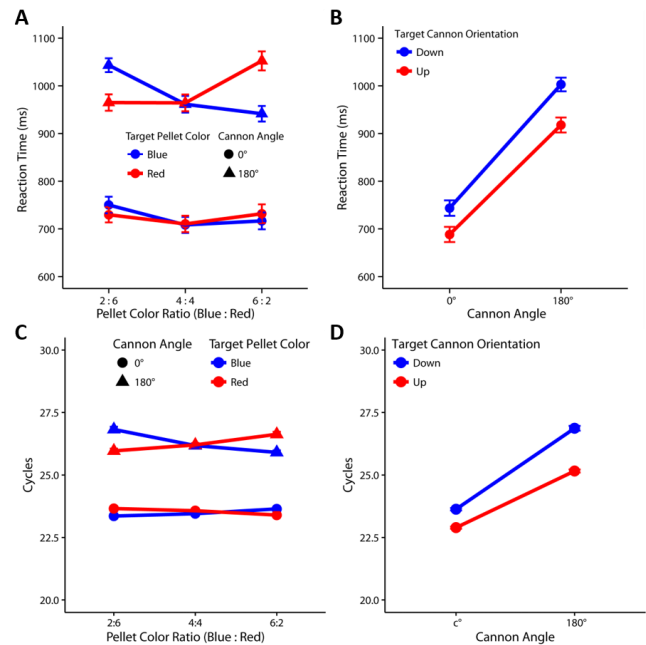 A
1100
1000
900
800
700
600
Reaction Time (ms)
Target Pellet Color
Blue
Red
Cannon Angle
0°
180°
2 : 6
4 : 4
6 : 2
Pellet Color Ratio (Blue : Red)
B
Target Cannon Orientation
Down
Up
1100
1000
900
800
700
600
Reaction Time (ms)
0°
180°
Cannon Angle
C
30.0
27.5
25.0
22.5
20.0
Cycles
Cannon Angle
0°
180°
Target Pellet Color
Blue
Red
2:6
4:4
6:2
Pellet Color Ratio (Blue : Red)
D
Target Cannon Orientation
Down
Up
30.0
27.5
25.0
22.5
20.0
Cycles
c°
180°
Cannon Angle